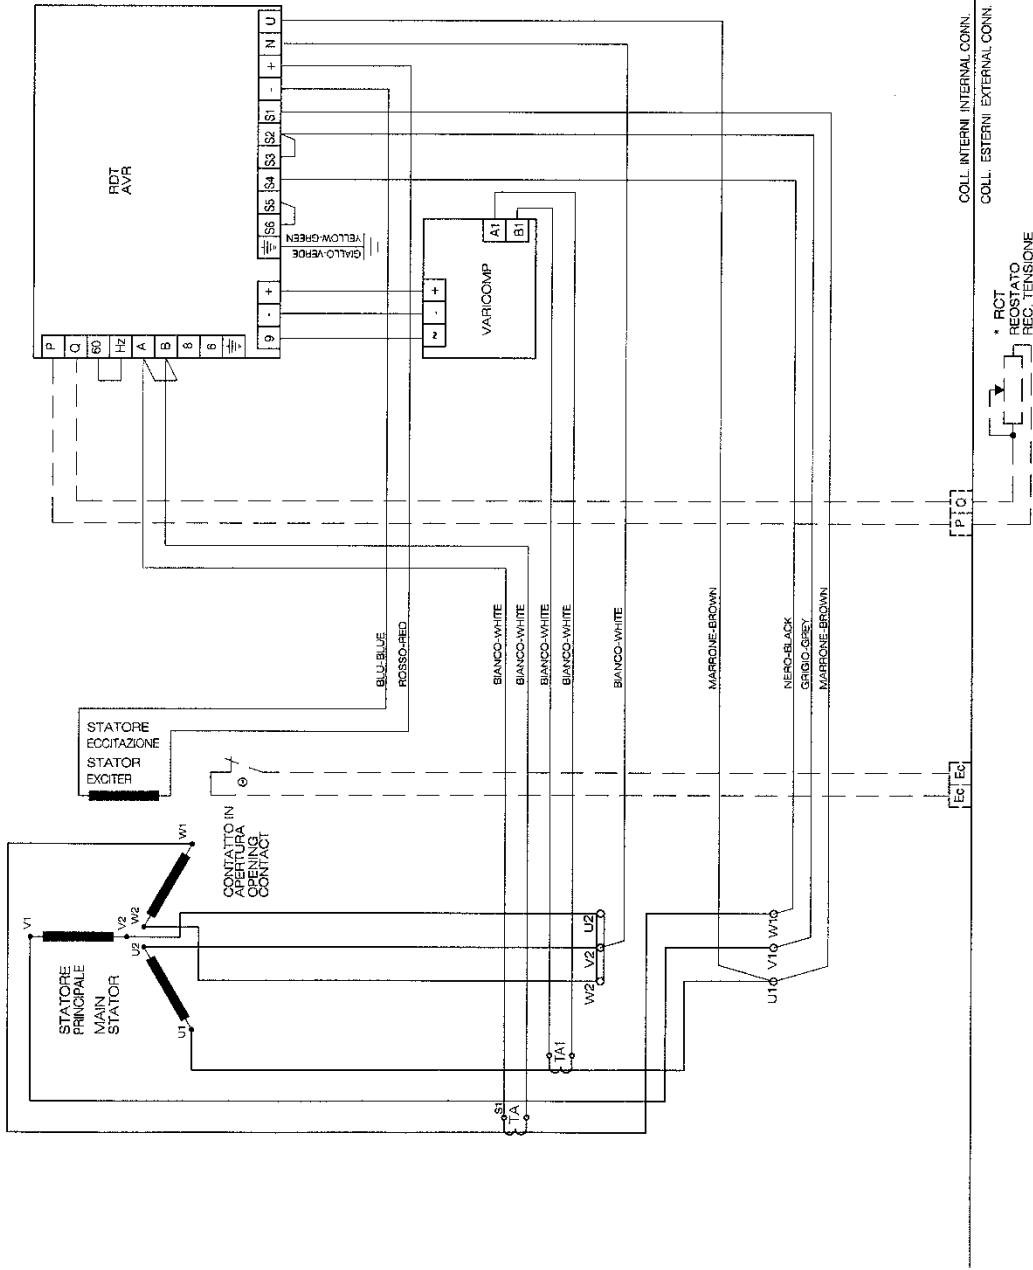 RDT
AVR
U
N
+
-
S1
S2
S3
S4
S5
S6
GIALLO-VERDE
YELLOW-GREEN
+
-
9
P
Q
60
Hz
A
B
8
6
A1
B1
+
-
2
VARICOMP
COLL. INTERNI INTERNAL CONN.
COLL. ESTERNI EXTERNAL CONN.
* RCT
REOSTATO
REC. TENSIONE
P
Q
Ec
Ec
BLU-BLUE
ROSSO-RED
BIANCO-WHITE
BIANCO-WHITE
BIANCO-WHITE
BIANCO-WHITE
BIANCO-WHITE
MARRONE-BROWN
NERO-BLACK
GRIGIO-GREY
MARRONE-BROWN
STATORE
ECCITAZIONE
STATOR
EXCITER
CONTATTO IN
APERTURA
OPENING
CONTACT
STATORE
PRINCIPALE
MAIN
STATOR
V1
V2
W1
W2
U2
U1
U2
V2
W2
W1
V1
U1
TA1
S1
TA